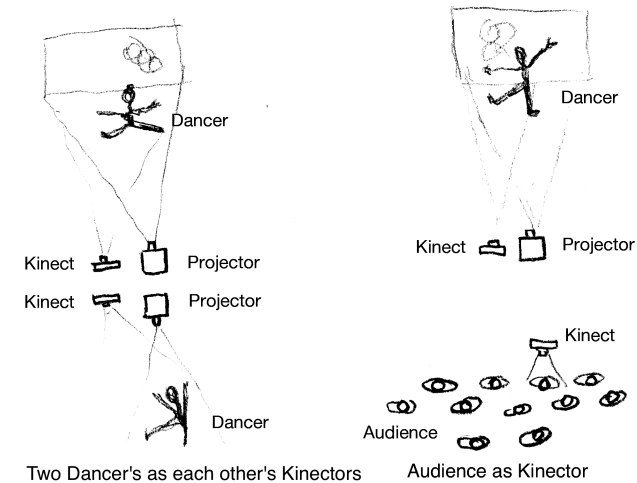 Dancer
Kinect
Projector
Kinect
Projector
Dancer
Two Dancer's as each other's Kinectors
Dancer
Kinect
Projector
Kinect
Audience
Audience as Kinector